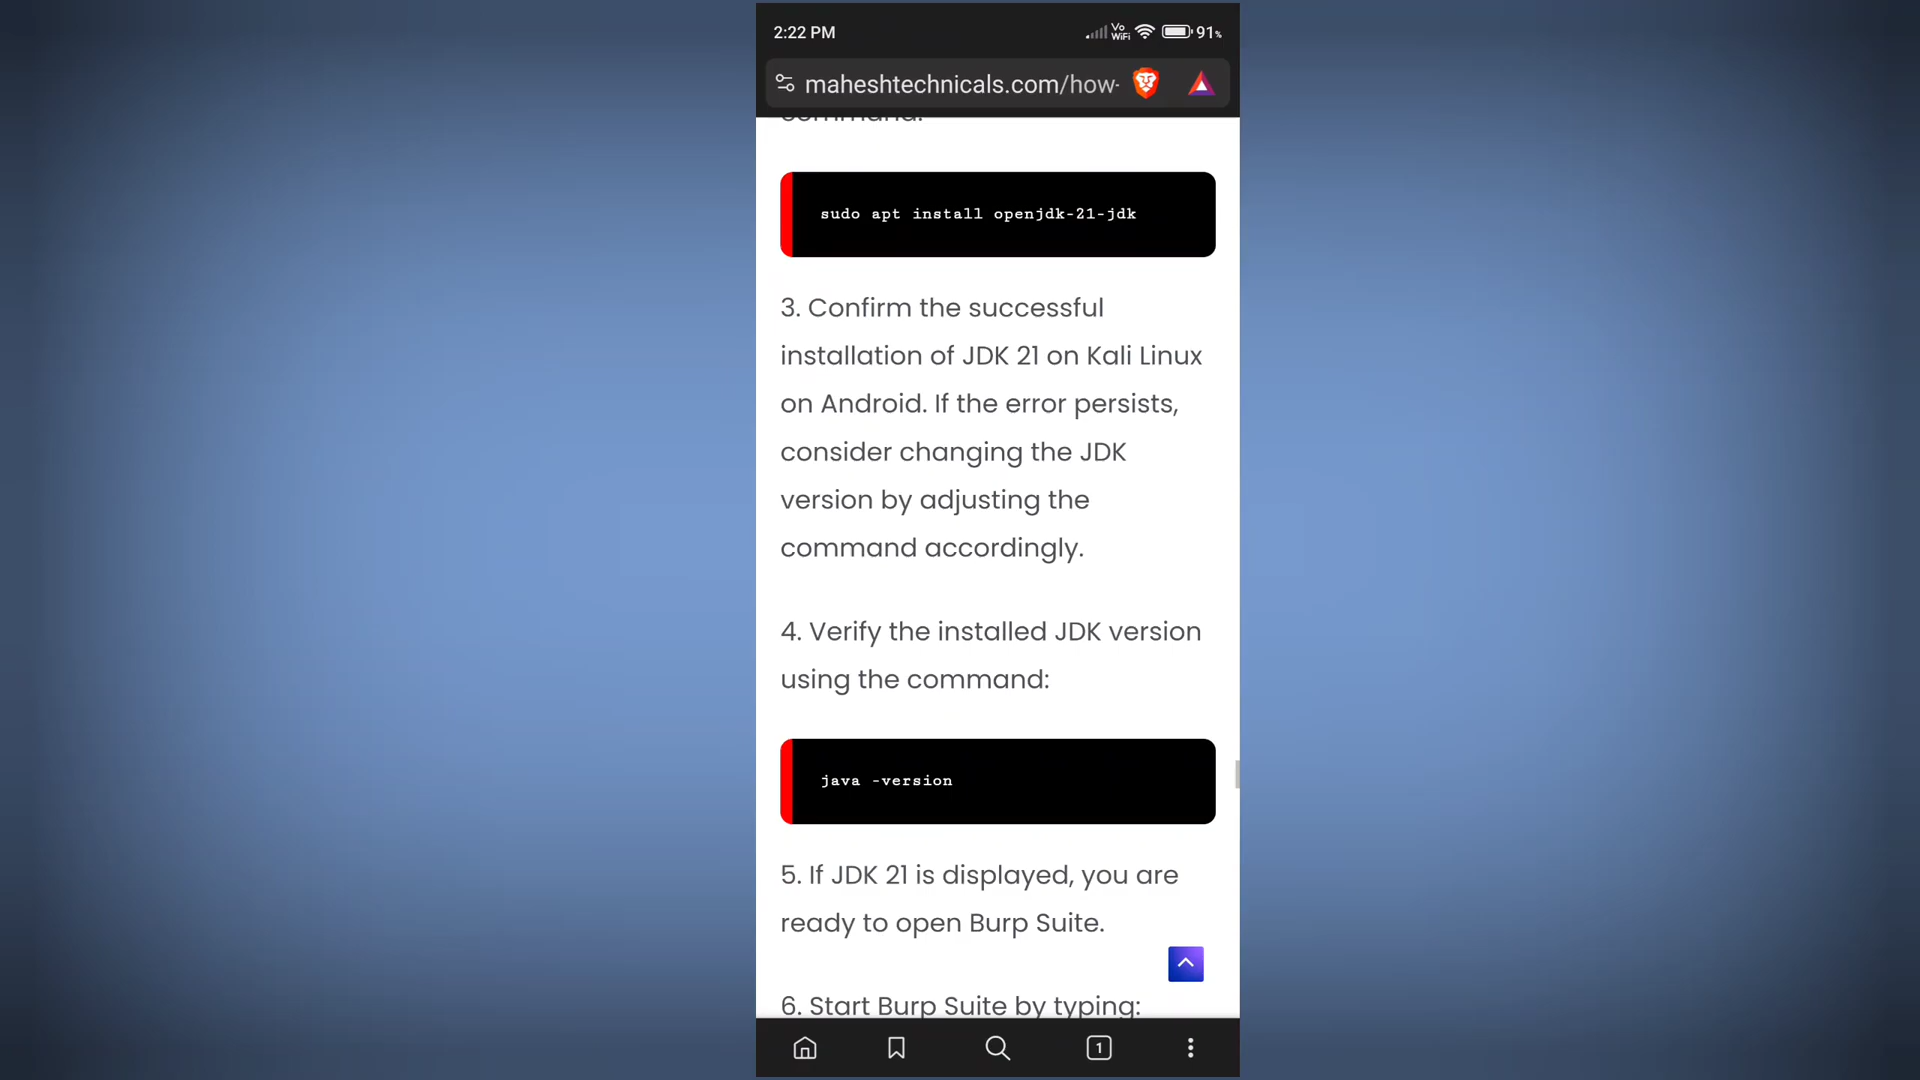 2:22 PM
Vo
WiFi
91%
maheshtechnicals.com/how-
command:
sudo apt install openjdk-21-jdk
3. Confirm the successful
installation of JDK 21 on Kali Linux
on Android. If the error persists,
consider changing the JDK
version by adjusting the
command accordingly.
4. Verify the installed JDK version
using the command:
java -version
5. If JDK 21 is displayed, you are
ready to open Burp Suite.
6. Start Burp Suite by typing:
1